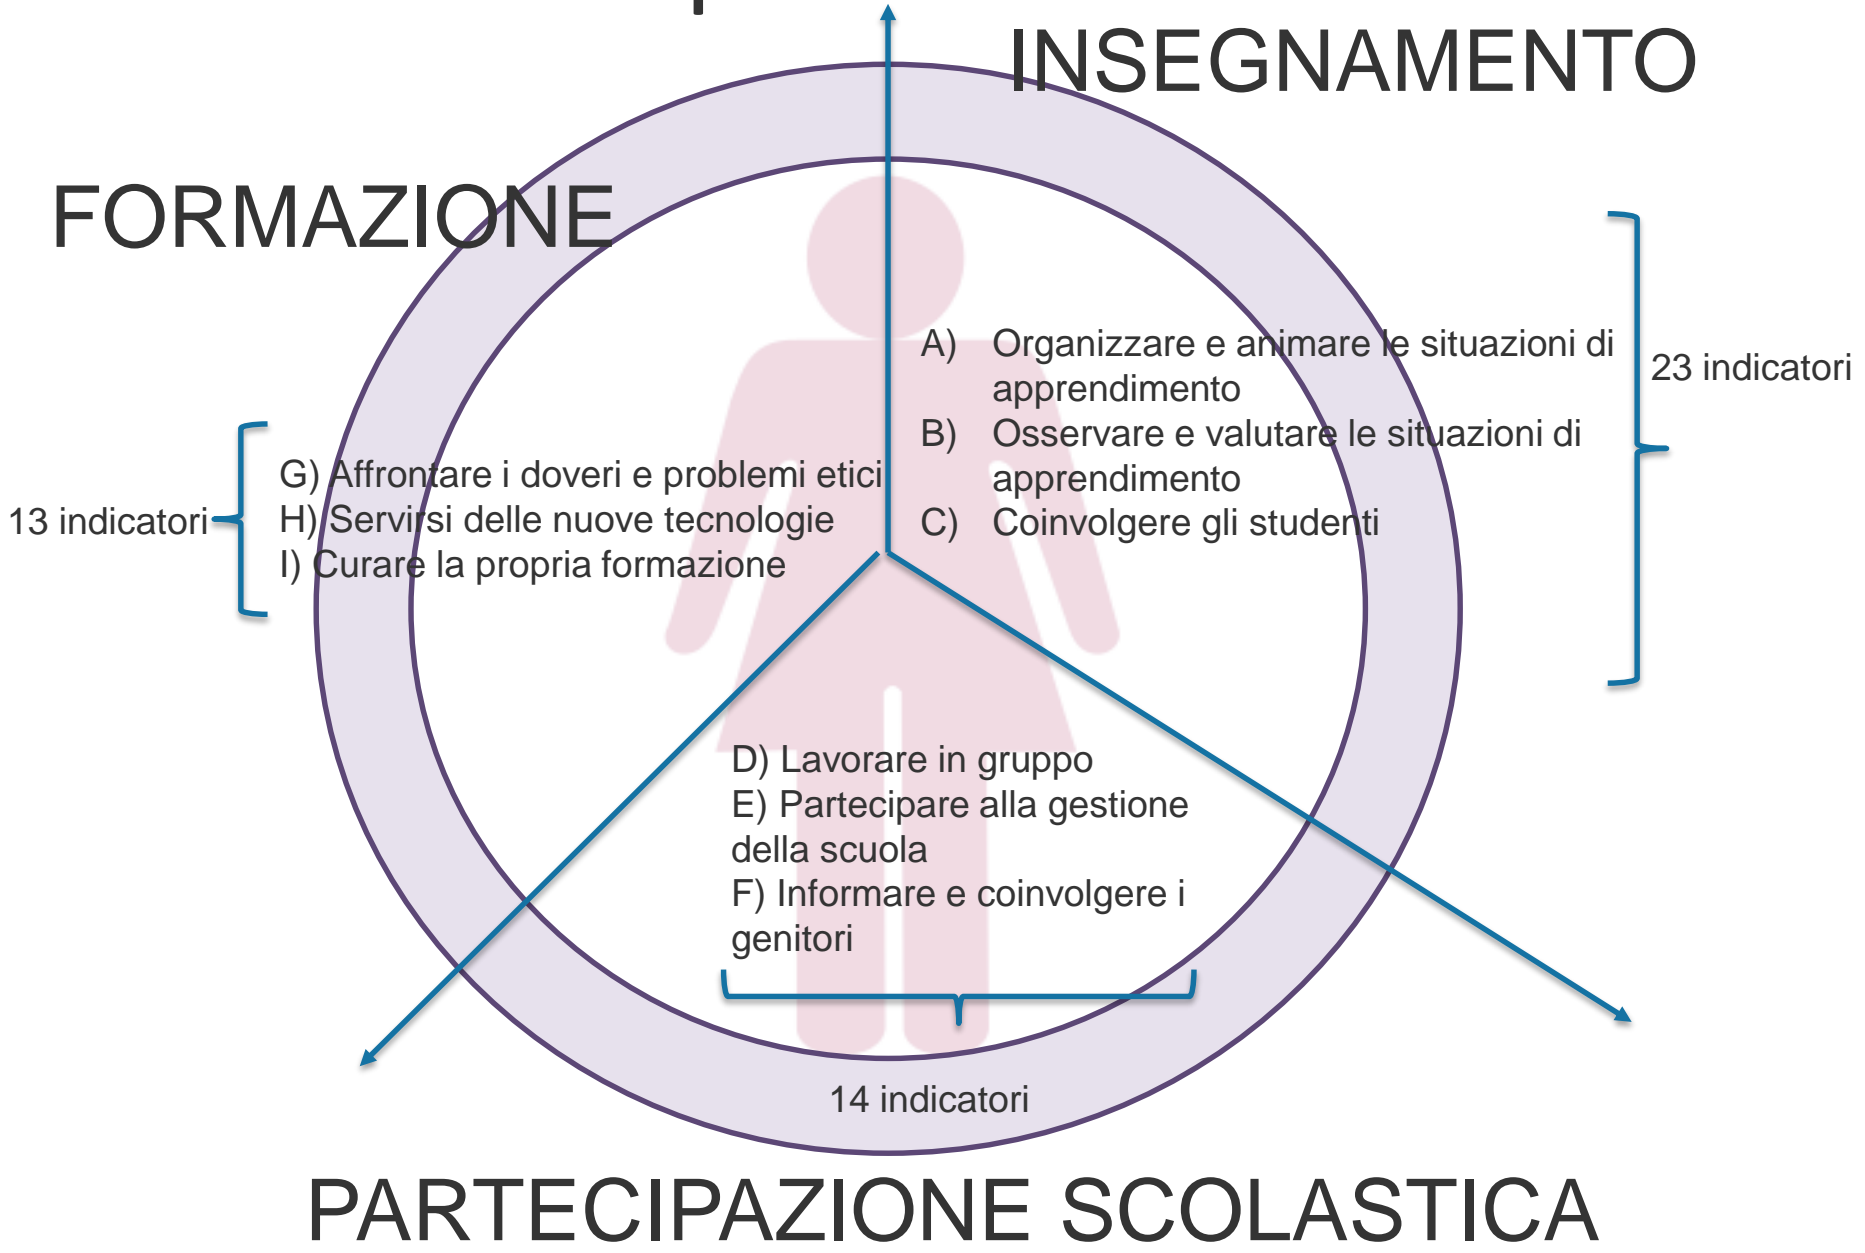 INSEGNAMENTO
FORMAZIONE
A) Organizzare e animare le situazioni di
apprendimento
B) Osservare e valutare le situazioni di
apprendimento
C) Coinvolgere gli studenti
23 indicatori
G) Affrontare i doveri e problemi etici
H) Servirsi delle nuove tecnologie
I) Curare la propria formazione
13 indicatori
D) Lavorare in gruppo
E) Partecipare alla gestione
della scuola
F) Informare e coinvolgere i
genitori
14 indicatori
PARTECIPAZIONE SCOLASTICA